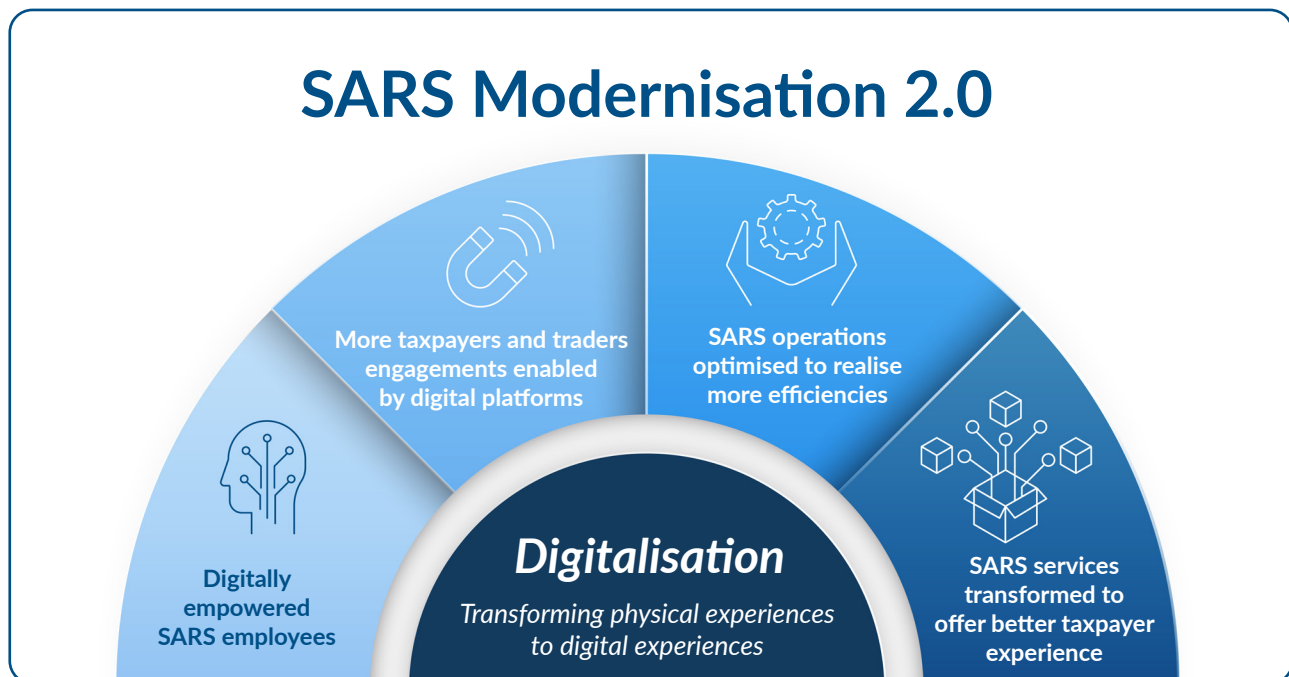 SARS Modernisation 2.0
Digitally
empowered
SARS employees
More taxpayers and traders
engagements enabled
by digital platforms
SARS operations
optimised to realise
more efficiencies
SARS services
transformed to
offer better taxpayer
experience
Digitalisation
Transforming physical experiences
to digital experiences